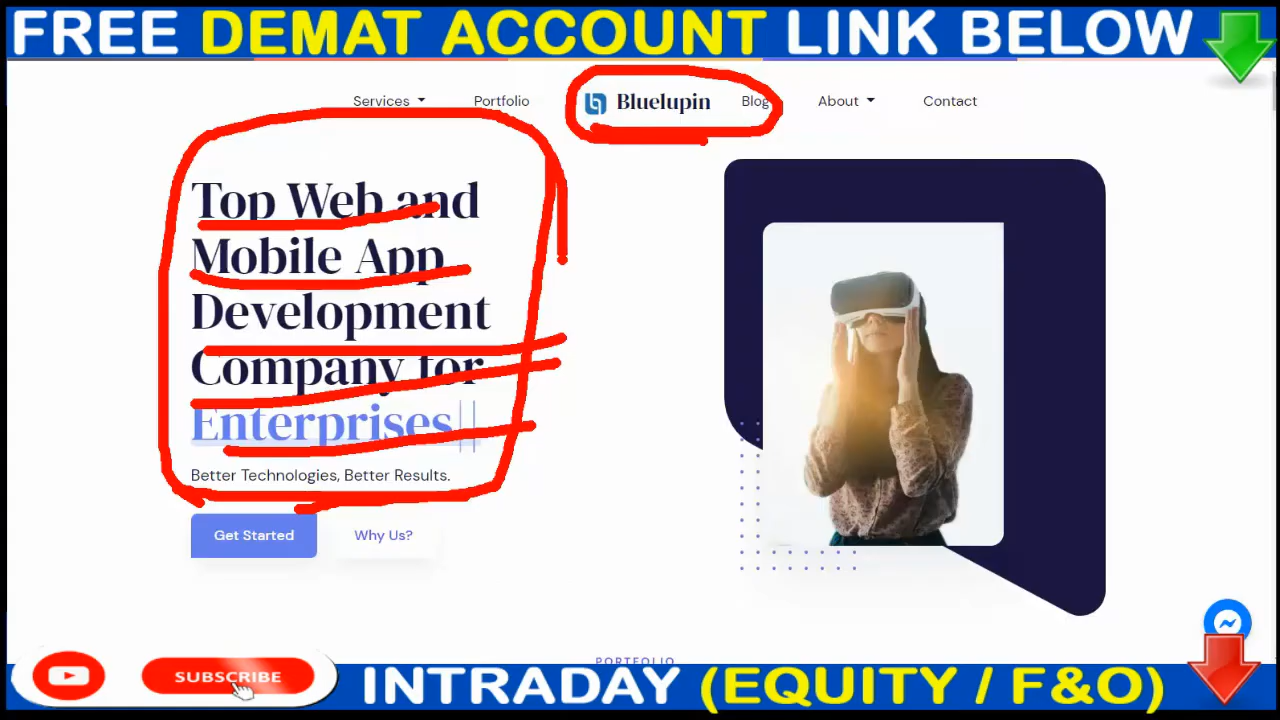 FREE DEMAT ACCOUNT LINK BELOW
Services Portfolio Bluelupin Blog About Contact
Top Web and
Mobile App
Development
Company for
Enterprises
Better Technologies, Better Results.
Get Started Why Us?
PORTFOLIO
SUBSCRIBE INTRADAY (EQUITY / F&O)